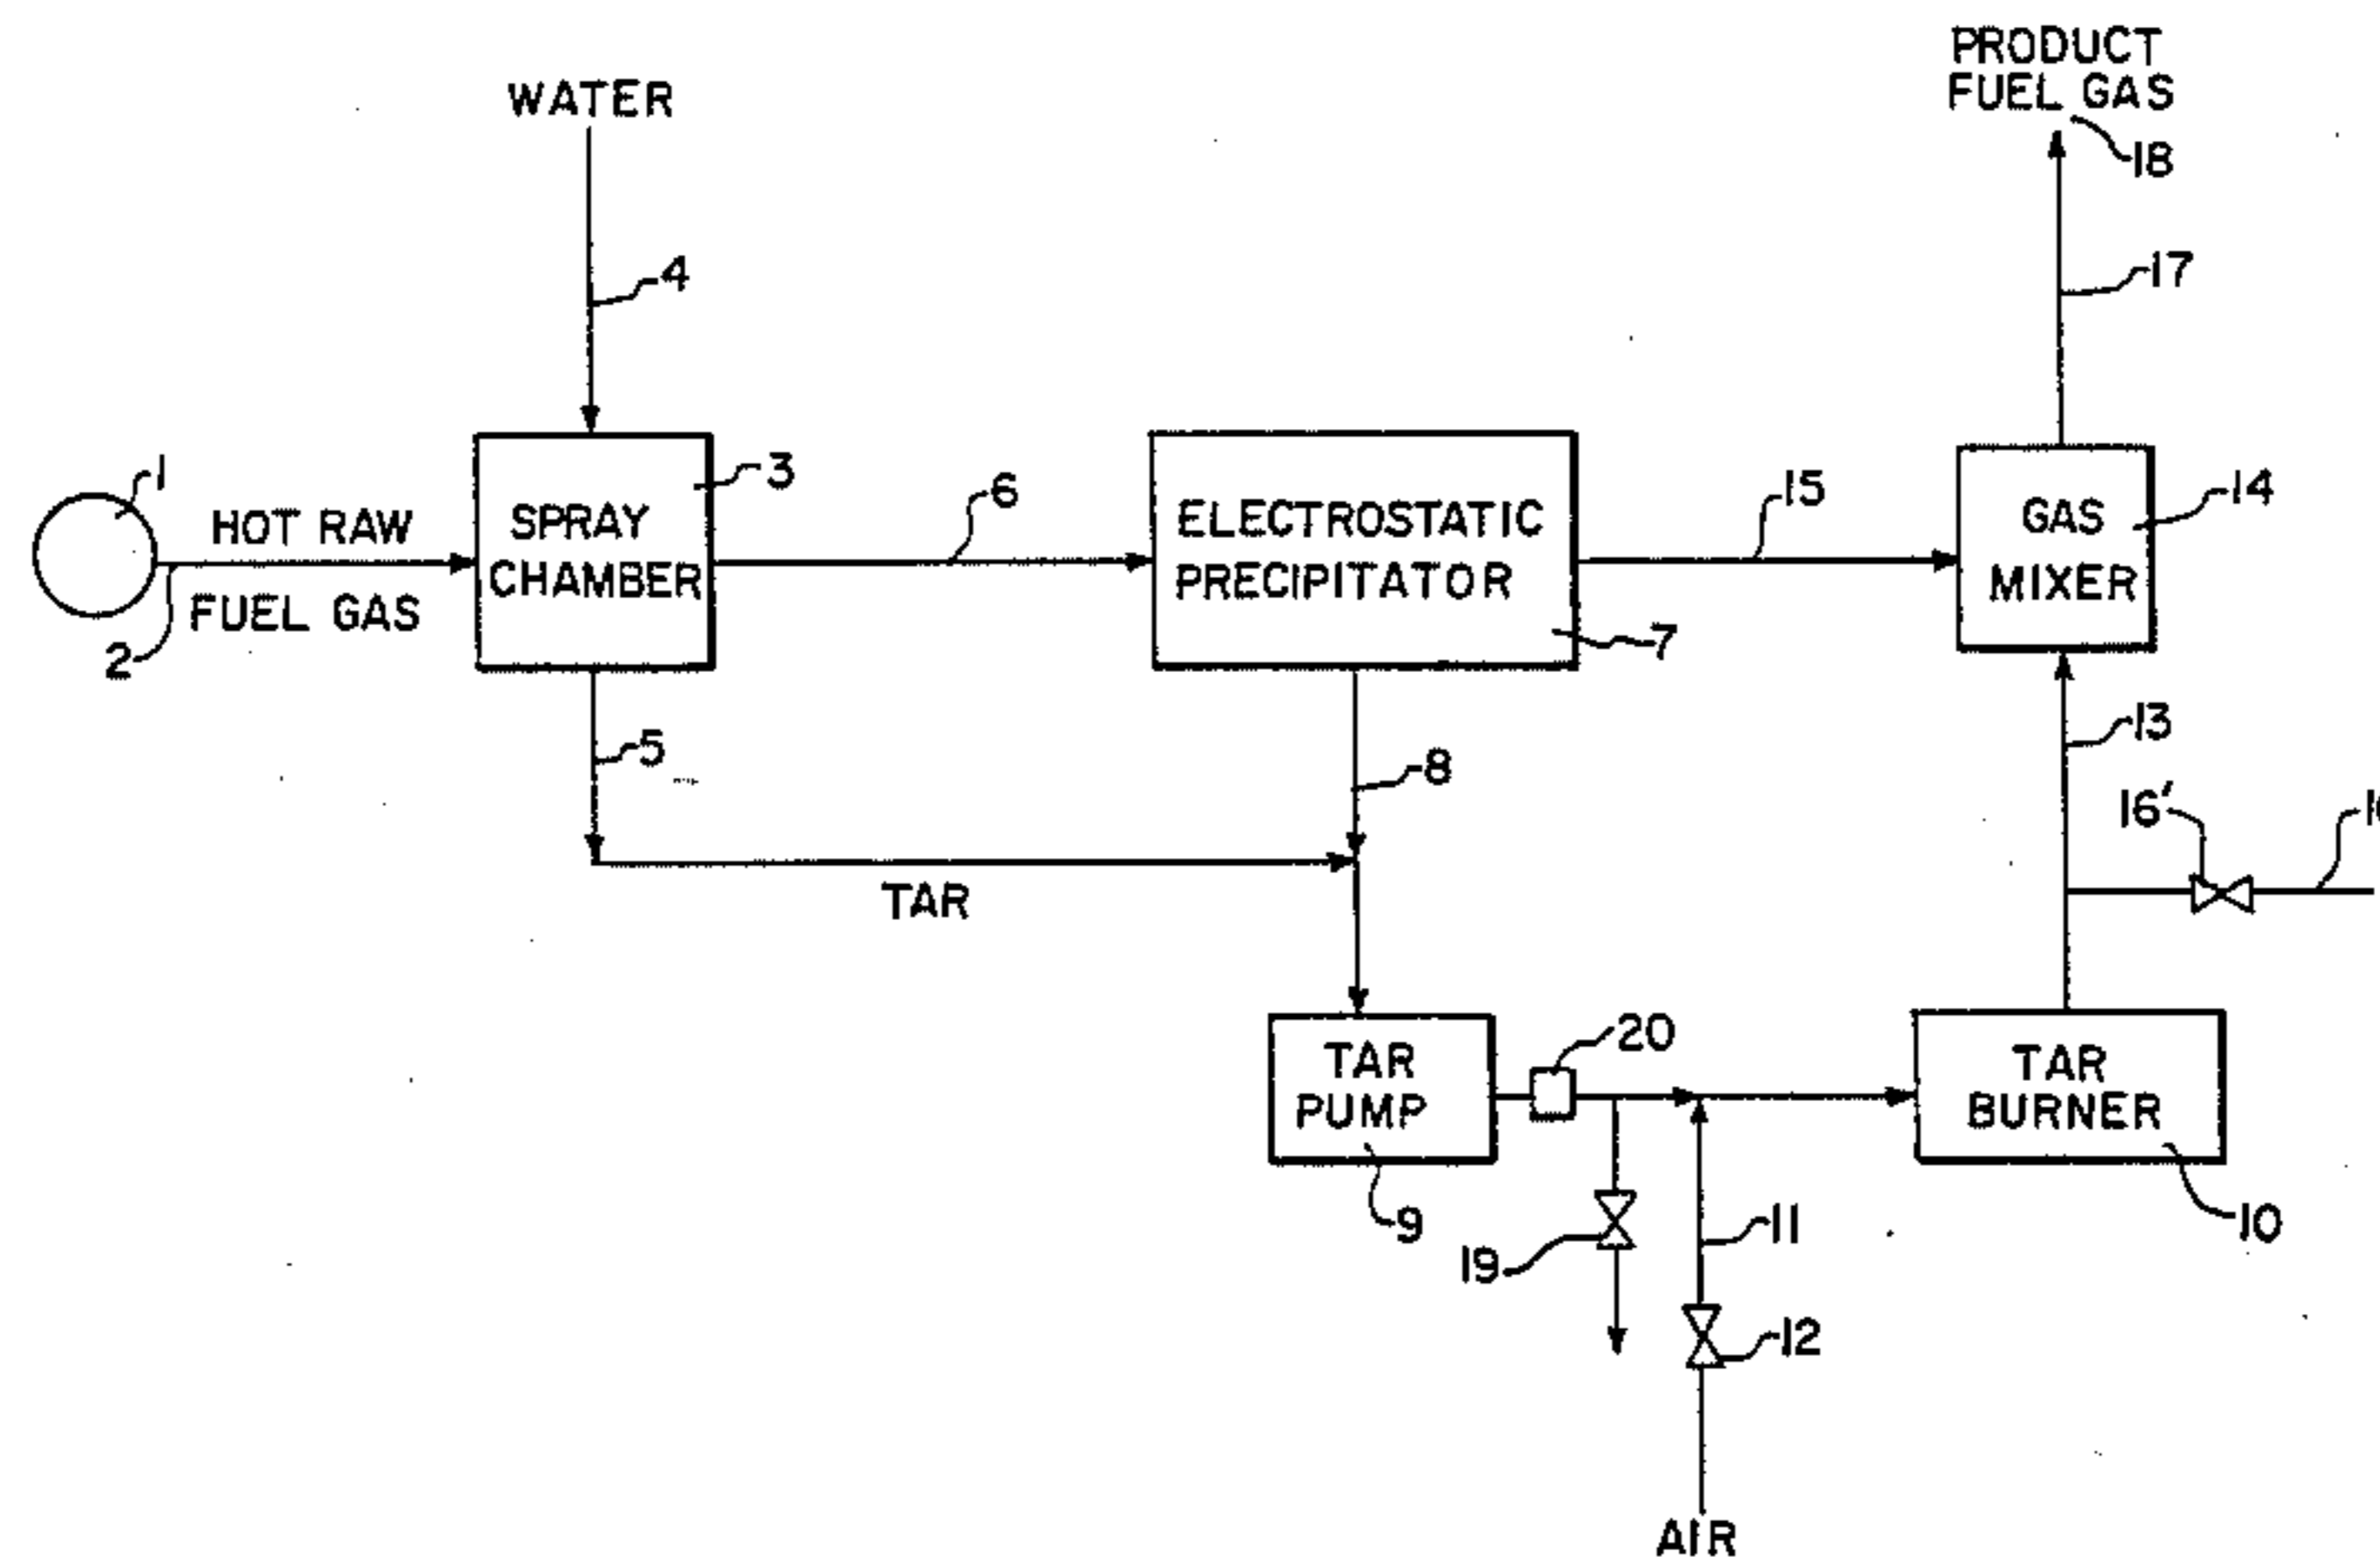 PRODUCT
FUEL GAS
18
WATER
17
4
1
HOT RAW
FUEL GAS
2
SPRAY
CHAMBER
3
6
ELECTROSTATIC
PRECIPITATOR
7
15
GAS
MIXER
14
5
8
13
16'
TAR
TAR
PUMP
9
20
TAR
BURNER
10
19
11
12
AIR